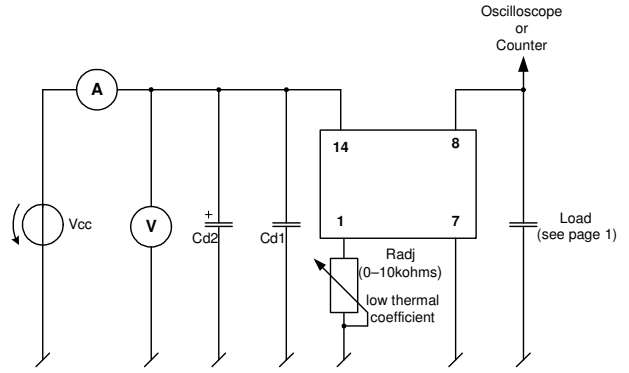 Oscilloscope
or
Counter
A
14
8
Vcc
V
+
Cd2
Cd1
1
7
Load
(see page 1)
Radj
(0–10kohms)
low thermal
coefficient